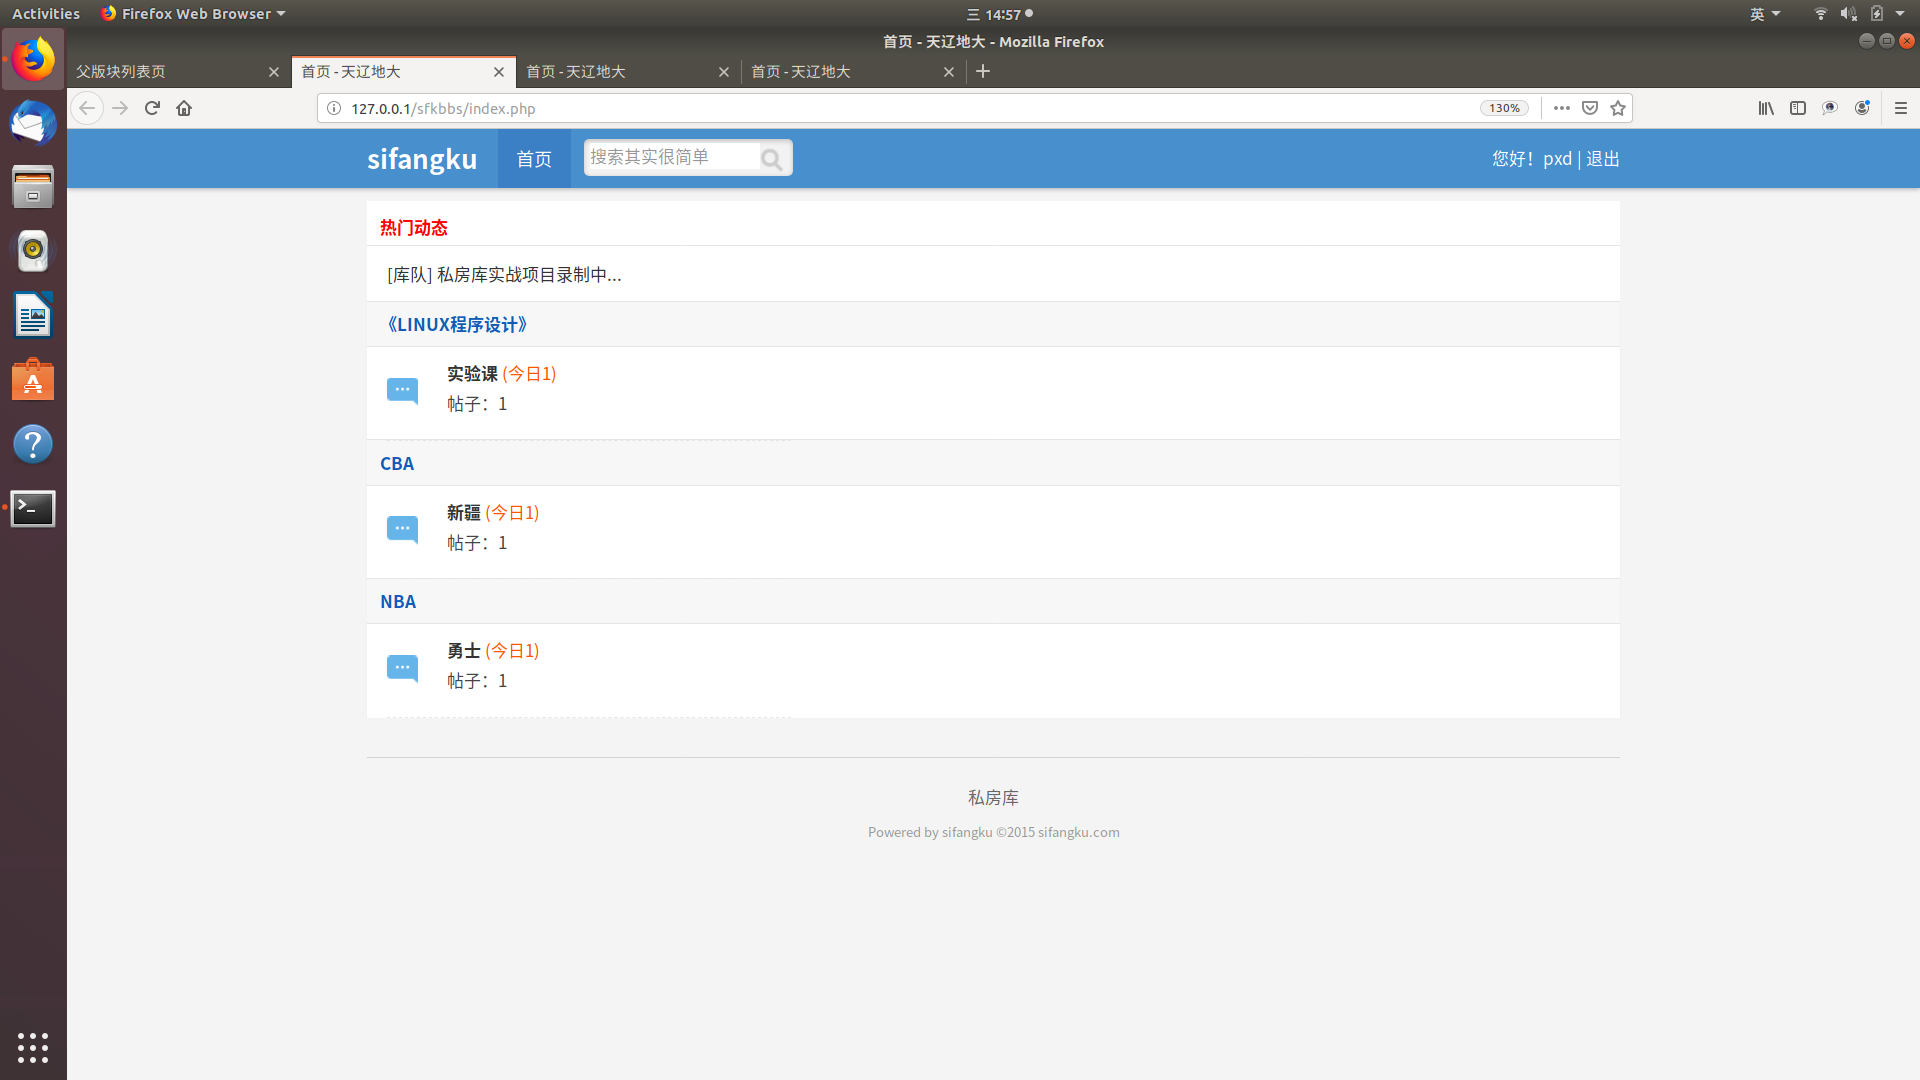 Activities Firefox Web Browser 三 14:57 英
首页 - 天辽地大 - Mozilla Firefox
父版块列表页 首页 - 天辽地大 首页 - 天辽地大 首页 - 天辽地大
127.0.0.1/sfkbbs/index.php 130%
sifangku 首页 搜索其实很简单 您好！pxd | 退出
热门动态
[库队] 私房库实战项目录制中...
《LINUX程序设计》
实验课 (今日1)
帖子：1
CBA
新疆 (今日1)
帖子：1
NBA
勇士 (今日1)
帖子：1
私房库
Powered by sifangku ©2015 sifangku.com